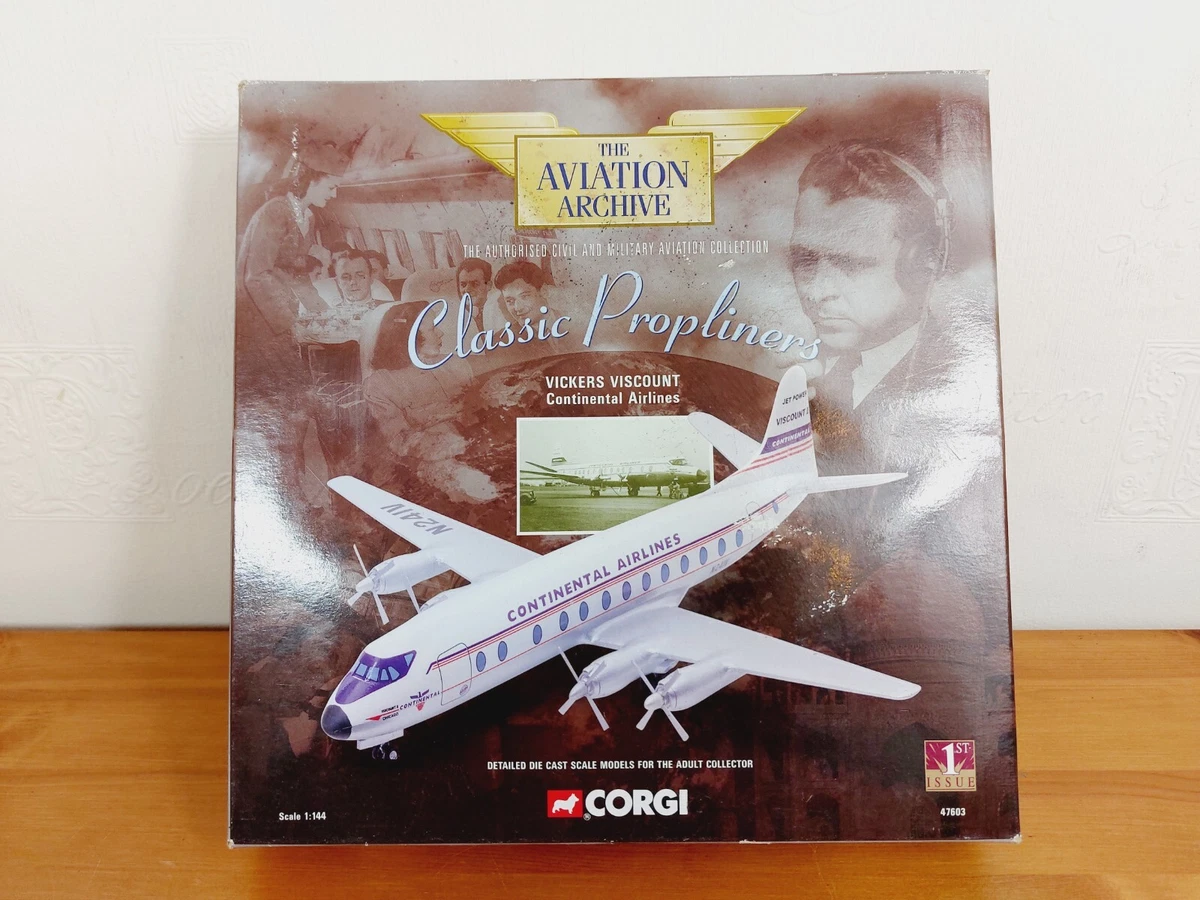 THE
AVIATION
ARCHIVE
THE AUTHORISED CIVIL AND MILITARY AVIATION COLLECTION
Classic Propliners
VICKERS VISCOUNT
Continental Airlines
JET POWER
VISCOUNT
CONTINENTAL
N241V
CONTINENTAL AIRLINES
CONTINENTAL
CHICAGO
DETAILED DIE CAST SCALE MODELS FOR THE ADULT COLLECTOR
1ST
ISSUE
CORGI
Scale 1:144
47603